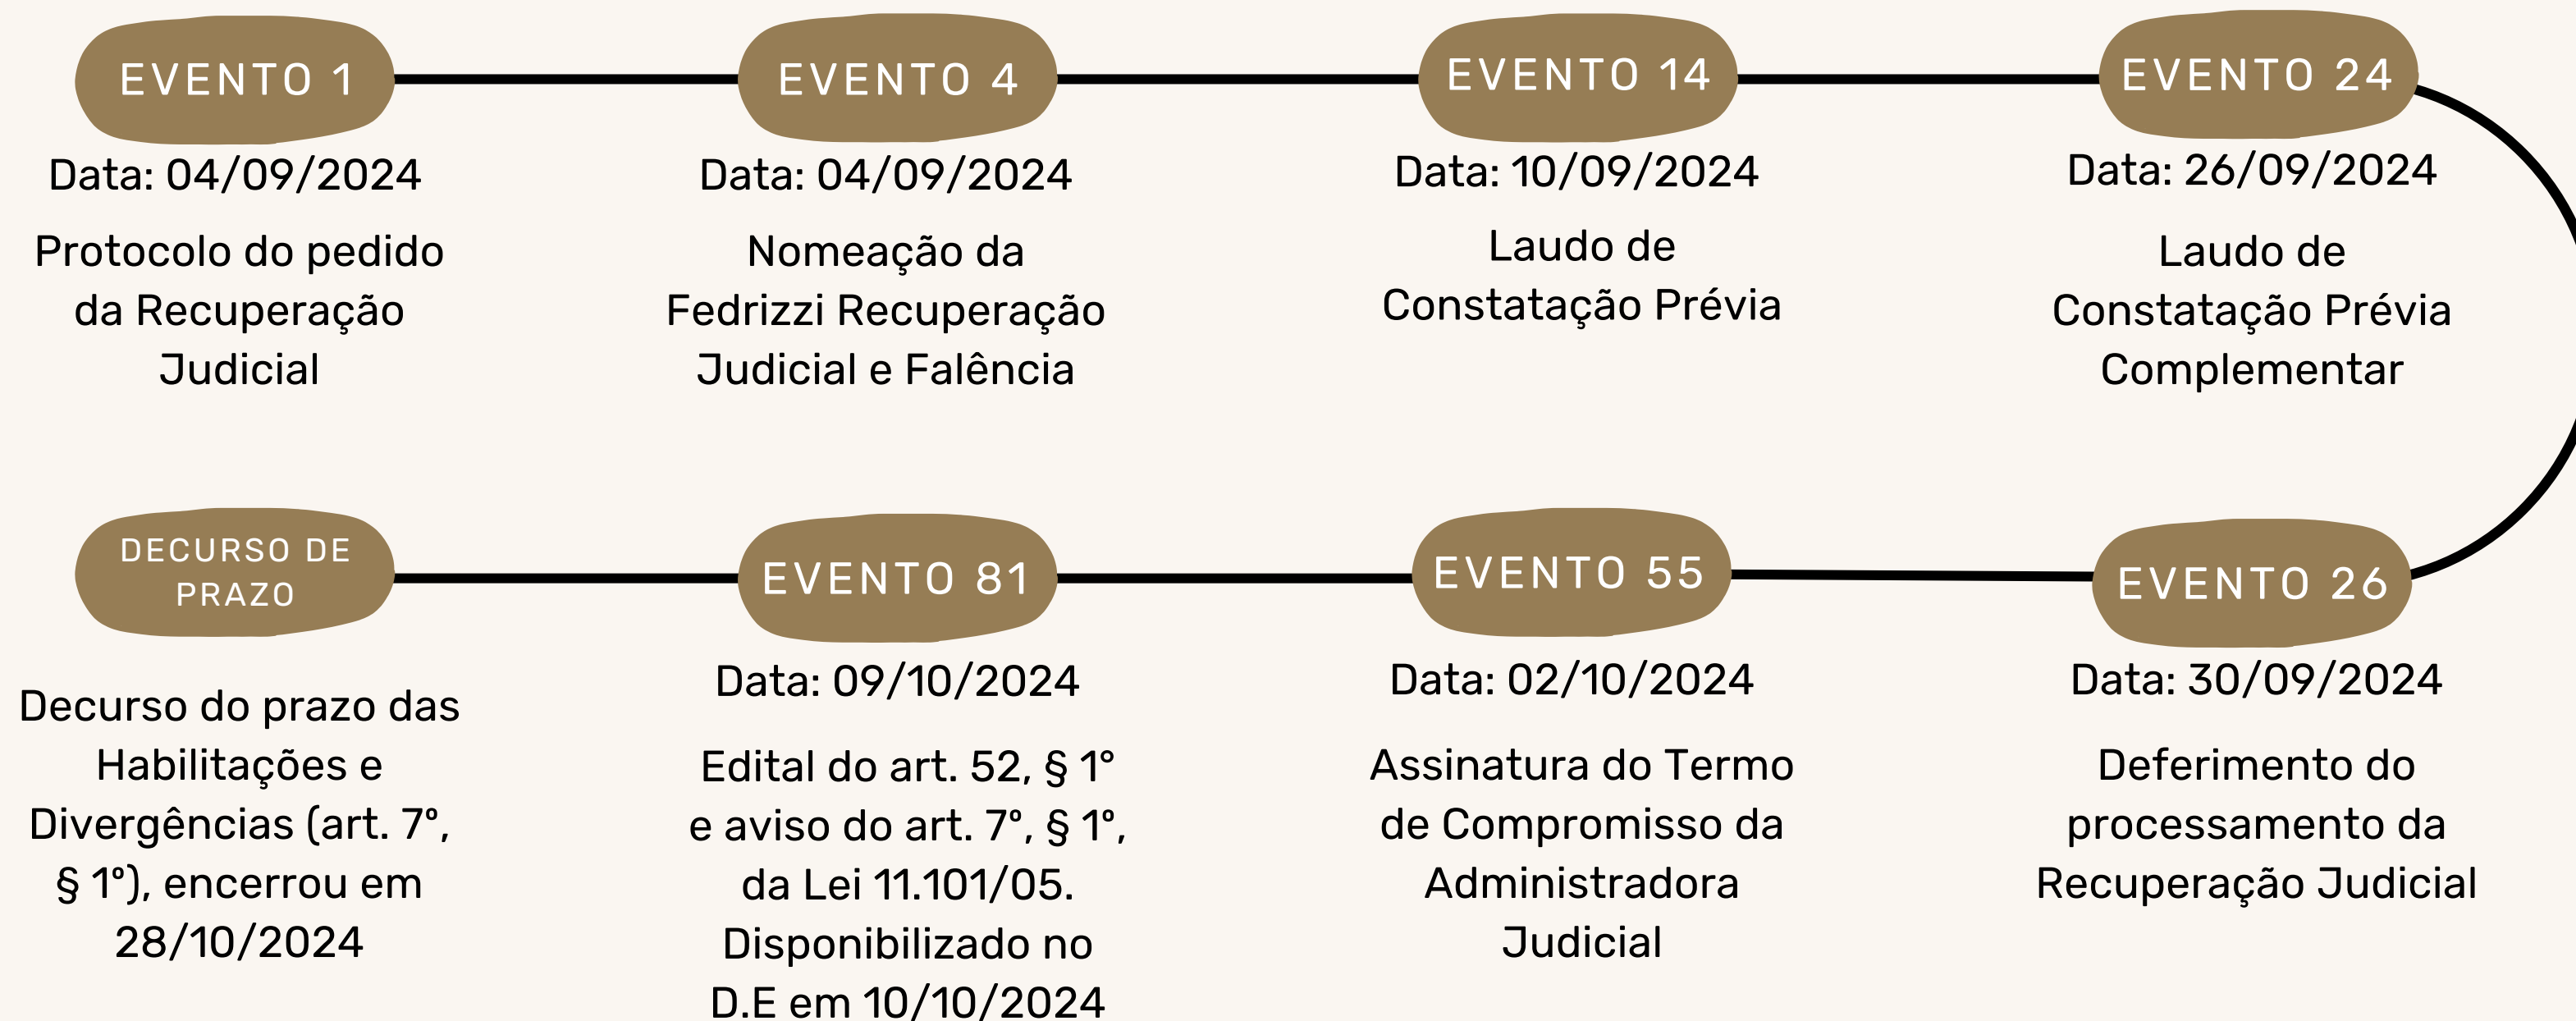 EVENTO 1
Data: 04/09/2024
Protocolo do pedido
da Recuperação
Judicial
EVENTO 4
Data: 04/09/2024
Nomeação da
Fedrizzi Recuperação
Judicial e Falência
EVENTO 14
Data: 10/09/2024
Laudo de
Constatação Prévia
EVENTO 24
Data: 26/09/2024
Laudo de
Constatação Prévia
Complementar
EVENTO 26
Data: 30/09/2024
Deferimento do
processamento da
Recuperação Judicial
EVENTO 55
Data: 02/10/2024
Assinatura do Termo
de Compromisso da
Administradora
Judicial
EVENTO 81
Data: 09/10/2024
Edital do art. 52, § 1°
e aviso do art. 7º, § 1º,
da Lei 11.101/05.
Disponibilizado no
D.E em 10/10/2024
DECURSO DE
PRAZO
Decurso do prazo das
Habilitações e
Divergências (art. 7º,
§ 1º), encerrou em
28/10/2024